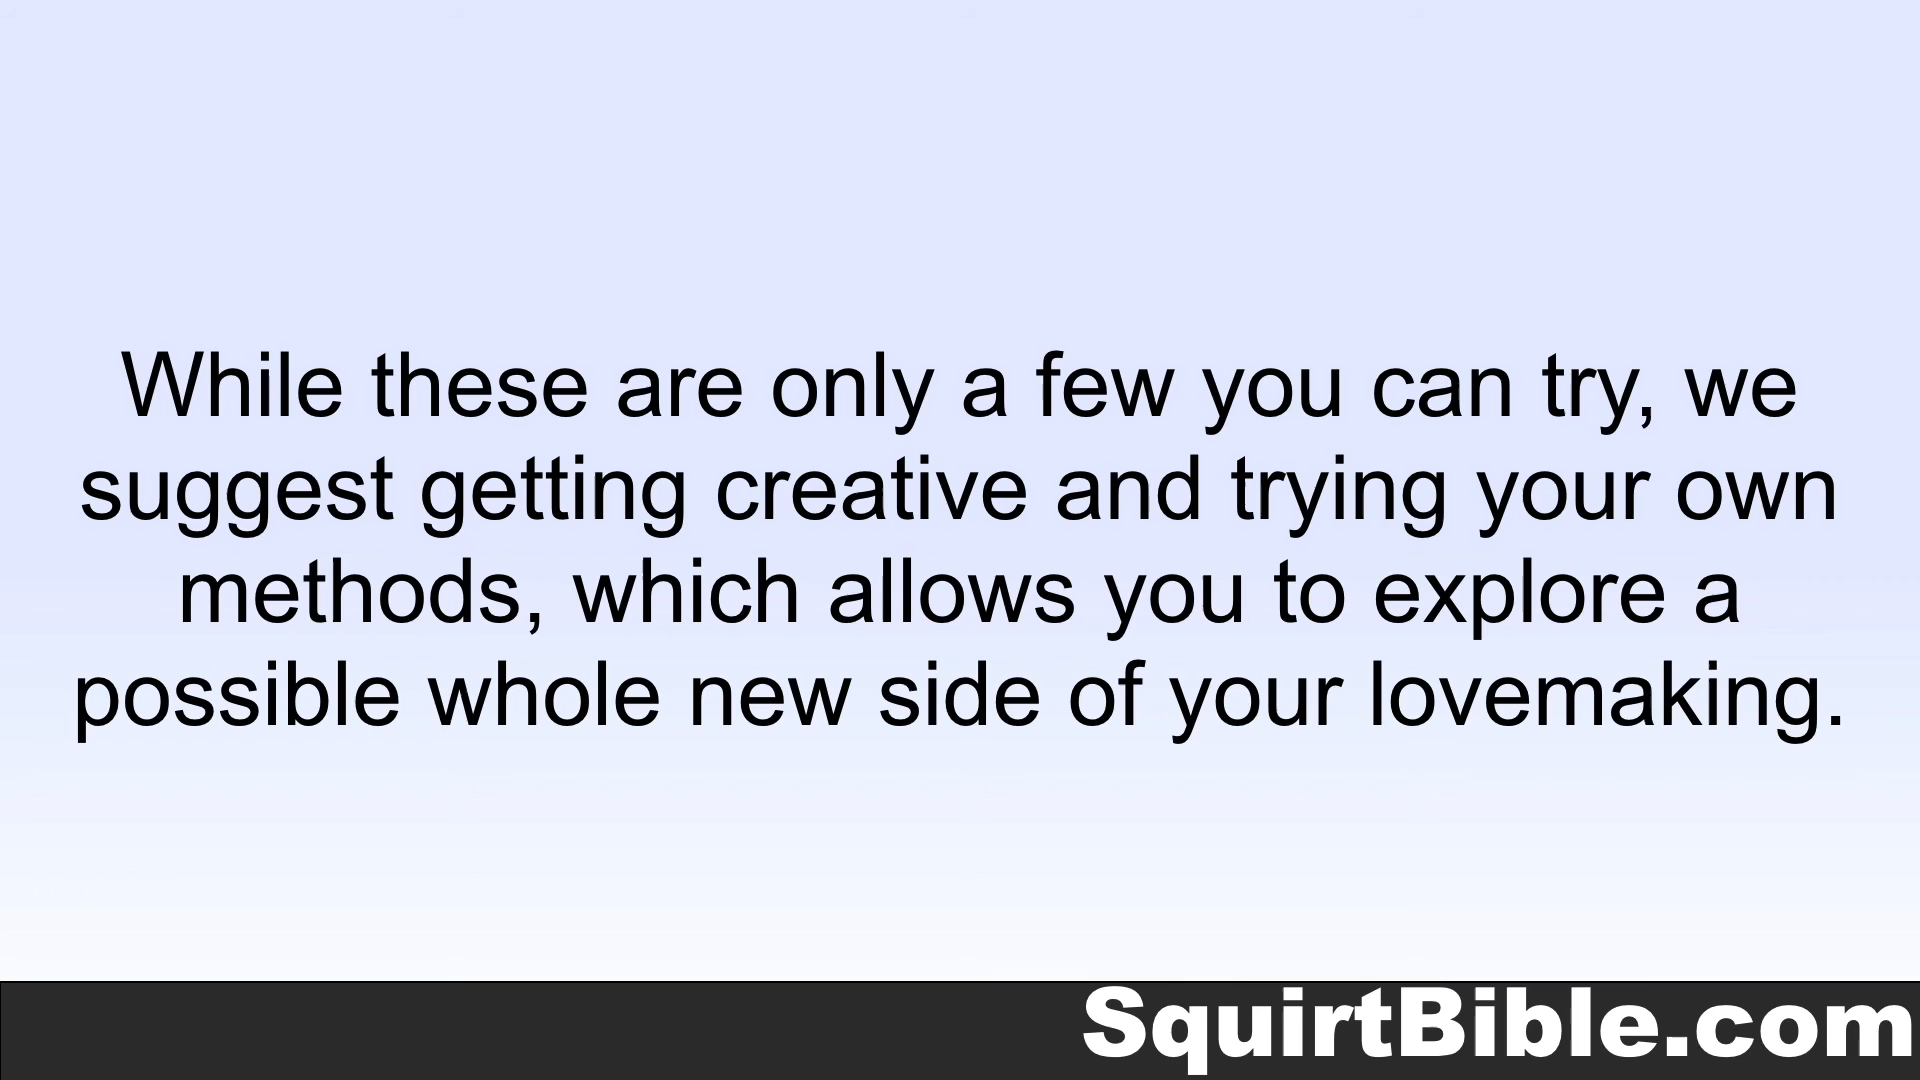 While these are only a few you can try, we
suggest getting creative and trying your own
methods, which allows you to explore a
possible whole new side of your lovemaking.
SquirtBible.com